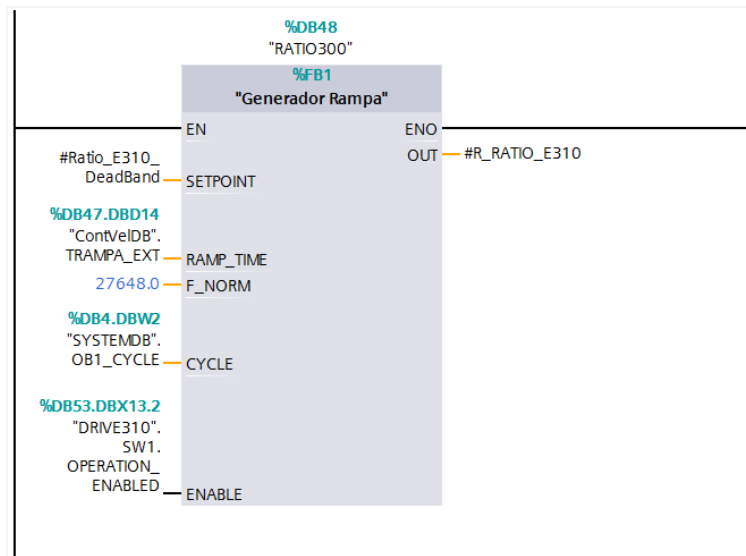 %DB48
"RATIO300"
%FB1
"Generador Rampa"
EN
ENO
OUT
#R_RATIO_E310
#Ratio_E310_
DeadBand
SETPOINT
%DB47.DBD14
"ContVelDB".
TRAMPA_EXT
RAMP_TIME
27648.0
F_NORM
%DB4.DBW2
"SYSTEMDB".
OB1_CYCLE
CYCLE
%DB53.DBX13.2
"DRIVE310".
SW1.
OPERATION_
ENABLED
ENABLE